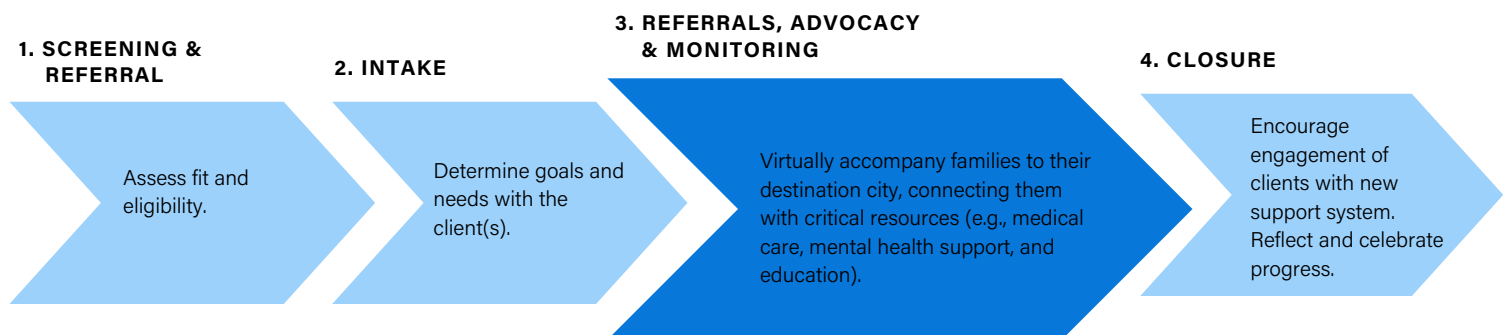 1. SCREENING &
REFERRAL
Assess fit and
eligibility.
2. INTAKE
Determine goals and
needs with the
client(s).
3. REFERRALS, ADVOCACY
& MONITORING
Virtually accompany families to their
destination city, connecting them
with critical resources (e.g., medical
care, mental health support, and
education).
4. CLOSURE
Encourage
engagement of
clients with new
support system.
Reflect and celebrate
progress.